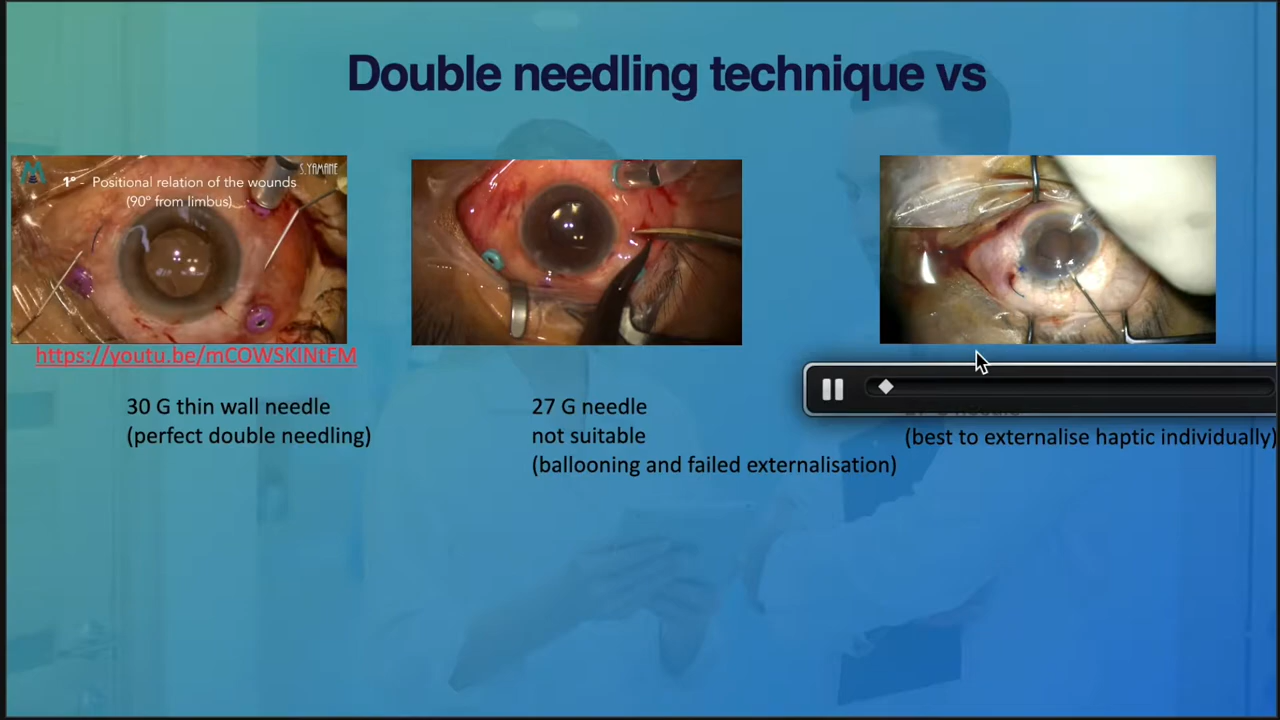 Double needling technique vs
S.YAMANE
1° - Positional relation of the wounds
(90° from limbus)
https://youtu.be/mCOWSKINtFM
30 G thin wall needle
(perfect double needling)
27 G needle
not suitable
(ballooning and failed externalisation)
(best to externalise haptic individually)